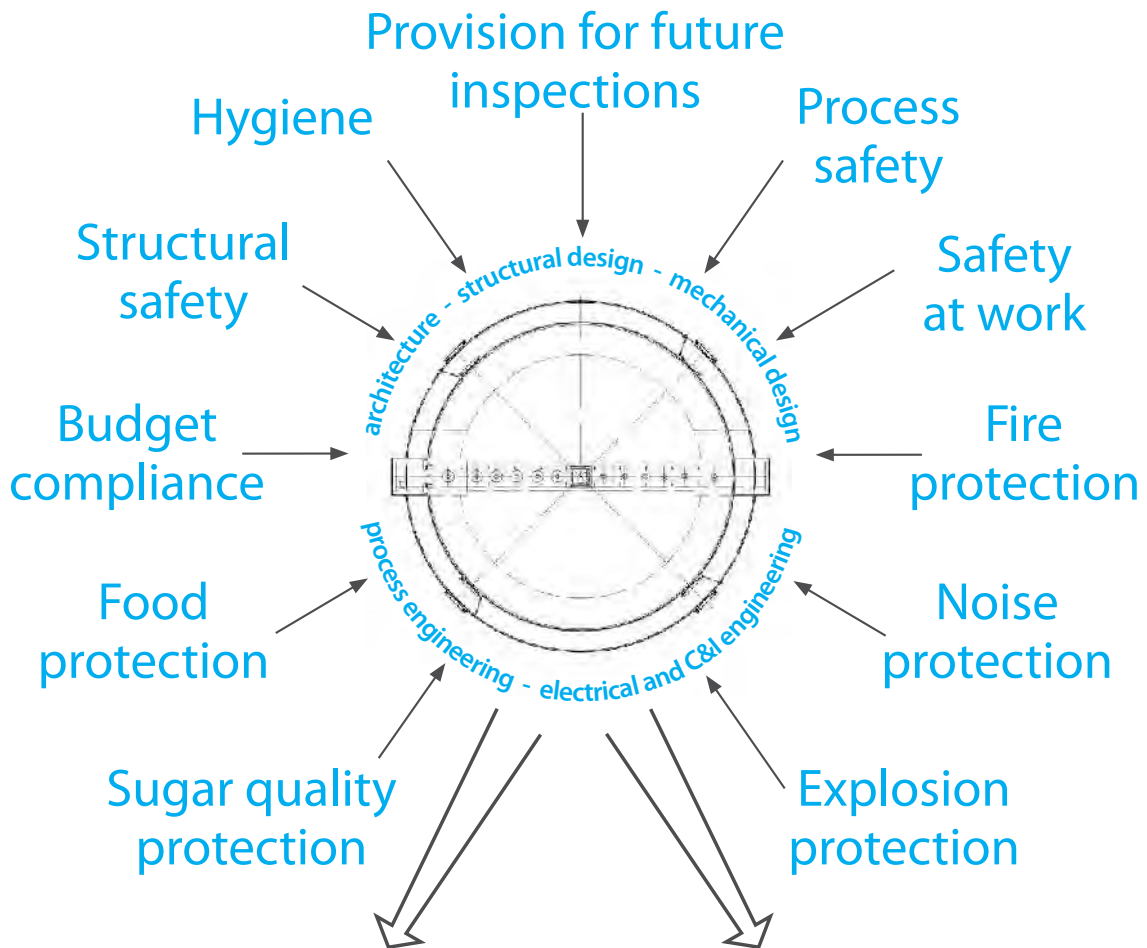 Provision for future
inspections
Hygiene
Process
safety
Structural
safety
Safety
at work
architecture - structural design - mechanical design
Budget
compliance
Fire
protection
process engineering - electrical and C&I engineering
Food
protection
Noise
protection
Sugar quality
protection
Explosion
protection